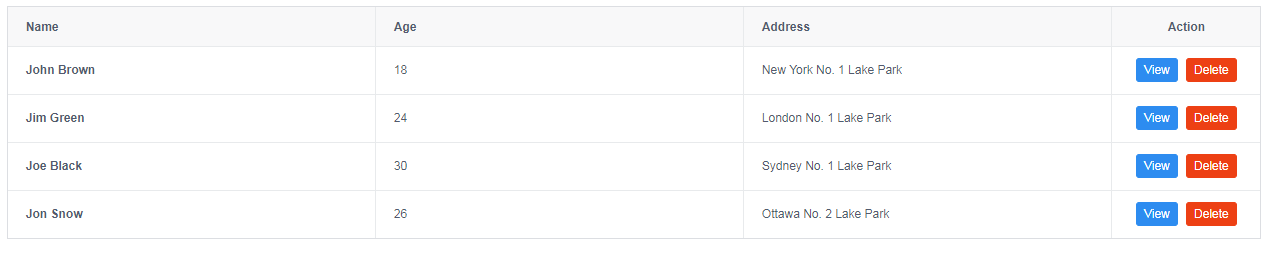 Name Age Address Action
John Brown 18 New York No. 1 Lake Park View Delete
Jim Green 24 London No. 1 Lake Park View Delete
Joe Black 30 Sydney No. 1 Lake Park View Delete
Jon Snow 26 Ottawa No. 2 Lake Park View Delete